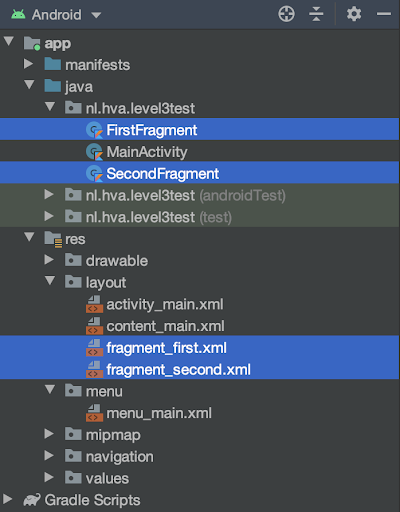 Android
app
manifests
java
nl.hva.level3test
FirstFragment
MainActivity
SecondFragment
nl.hva.level3test (androidTest)
nl.hva.level3test (test)
res
drawable
layout
activity_main.xml
content_main.xml
fragment_first.xml
fragment_second.xml
menu
menu_main.xml
mipmap
navigation
values
Gradle Scripts